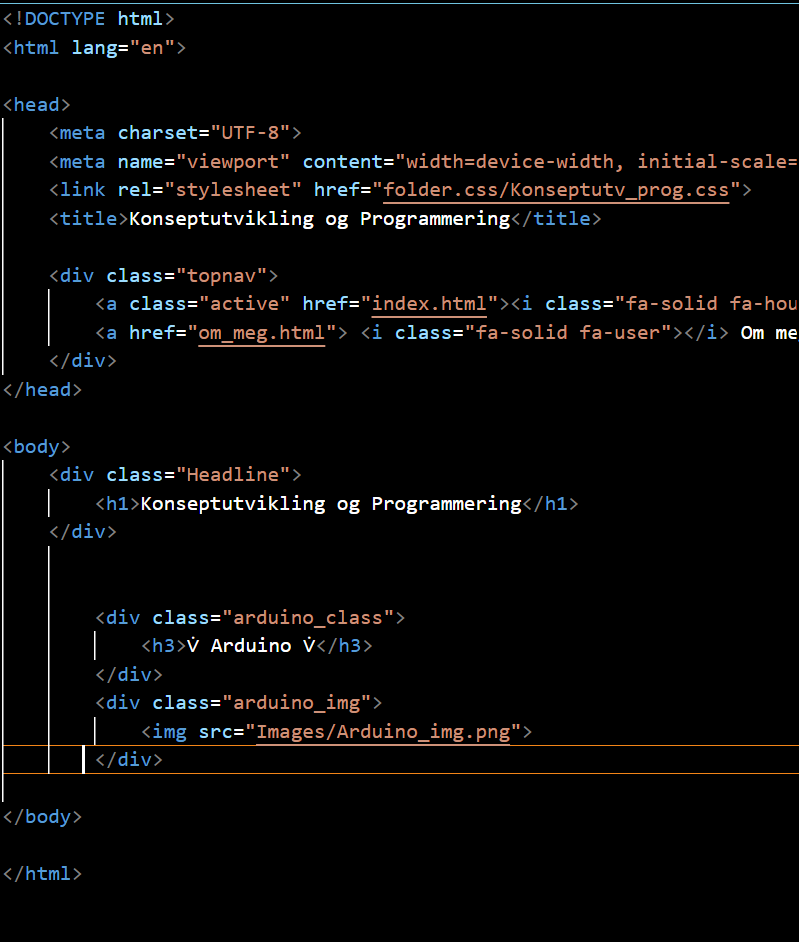 <!DOCTYPE html>
<html lang="en">
<head>
<meta charset="UTF-8">
<meta name="viewport" content="width=device-width, initial-scale=
<link rel="stylesheet" href="folder.css/Konseptutv_prog.css">
<title>Konseptutvikling og Programmering</title>
<div class="topnav">
<a class="active" href="index.html"><i class="fa-solid fa-hou
<a href="om_meg.html"> <i class="fa-solid fa-user"></i> Om me
</div>
</head>
<body>
<div class="Headline">
<h1>Konseptutvikling og Programmering</h1>
</div>
<div class="arduino_class">
<h3>V̇ Arduino V̇</h3>
</div>
<div class="arduino_img">
<img src="Images/Arduino_img.png">
</div>
</body>
</html>